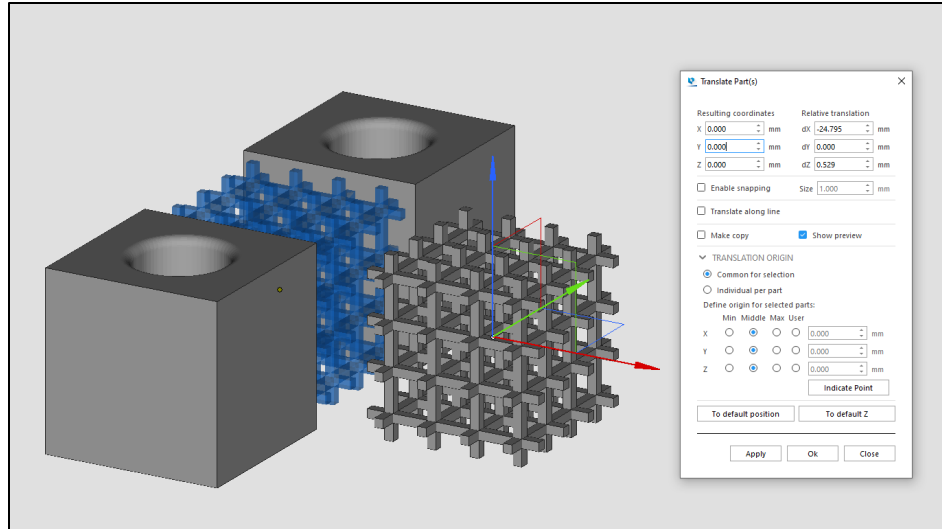 Translate Part(s)
Resulting coordinates Relative translation
X 0.000 mm dX -24.795 mm
Y 0.000 mm dY 0.000 mm
Z 0.000 mm dZ 0.529 mm
Enable snapping Size 1.000 mm
Translate along line
Make copy Show preview
TRANSLATION ORIGIN
Common for selection
Individual per part
Define origin for selected parts:
Min Middle Max User
X 0.000 mm
Y 0.000 mm
Z 0.000 mm
Indicate Point
To default position To default Z
Apply Ok Close